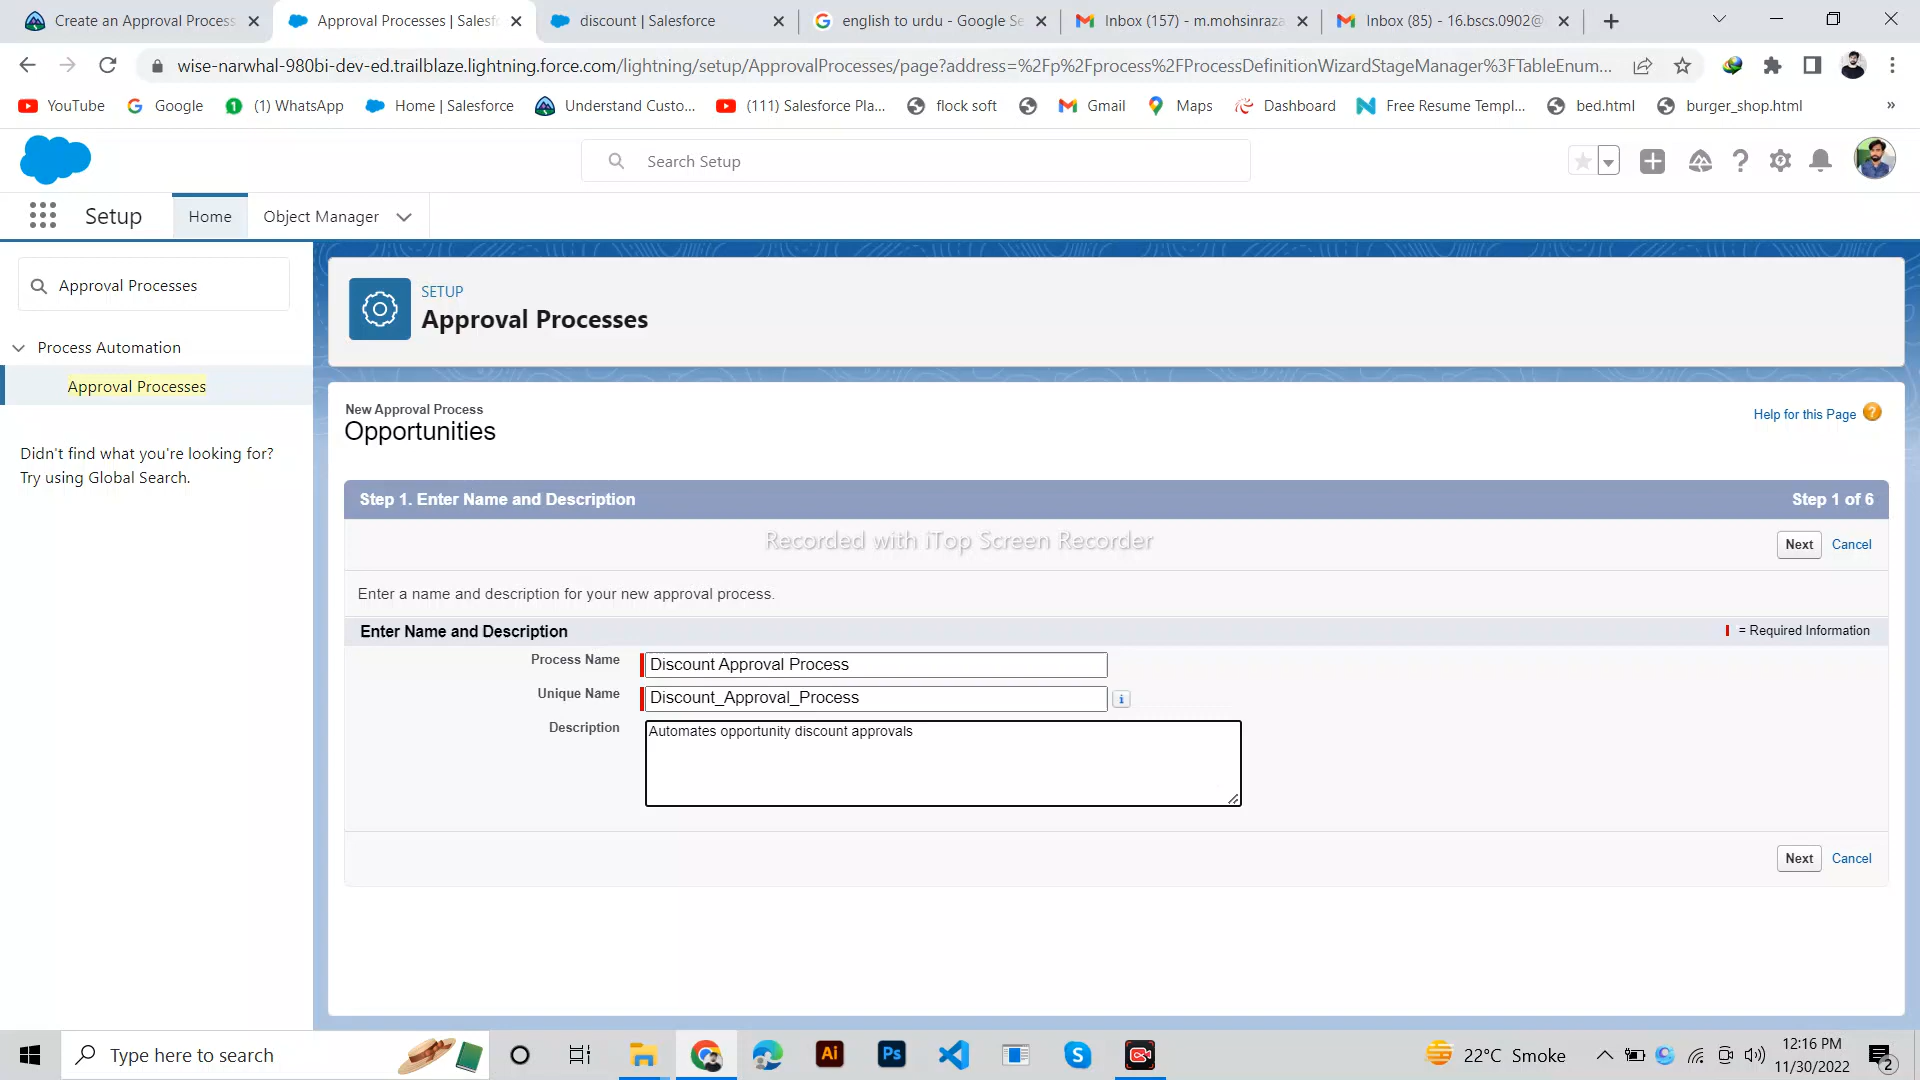 Create an Approval Process
Approval Processes | Salesf
discount | Salesforce
english to urdu - Google Se
Inbox (157) - m.mohsinraza
Inbox (85) - 16.bscs.0902@
wise-narwhal-980bi-dev-ed.trailblaze.lightning.force.com/lightning/setup/ApprovalProcesses/page?address=%2Fp%2Fprocess%2FProcessDefinitionWizardStageManager%3FTableEnum...
YouTube
Google
(1) WhatsApp
Home | Salesforce
Understand Custo...
(111) Salesforce Pla...
flock soft
Gmail
Maps
Dashboard
Free Resume Templ...
bed.html
burger_shop.html
»
Search Setup
Setup
Home
Object Manager
Approval Processes
Process Automation
Approval Processes
Didn't find what you're looking for?
Try using Global Search.
SETUP
Approval Processes
New Approval Process
Opportunities
Help for this Page
Step 1. Enter Name and Description
Step 1 of 6
Recorded with iTop Screen Recorder
Next
Cancel
Enter a name and description for your new approval process.
Enter Name and Description
= Required Information
Process Name
Discount Approval Process
Unique Name
Discount_Approval_Process
Description
Automates opportunity discount approvals
Next
Cancel
Type here to search
Ai
Ps
22°C Smoke
12:16 PM
11/30/2022
2